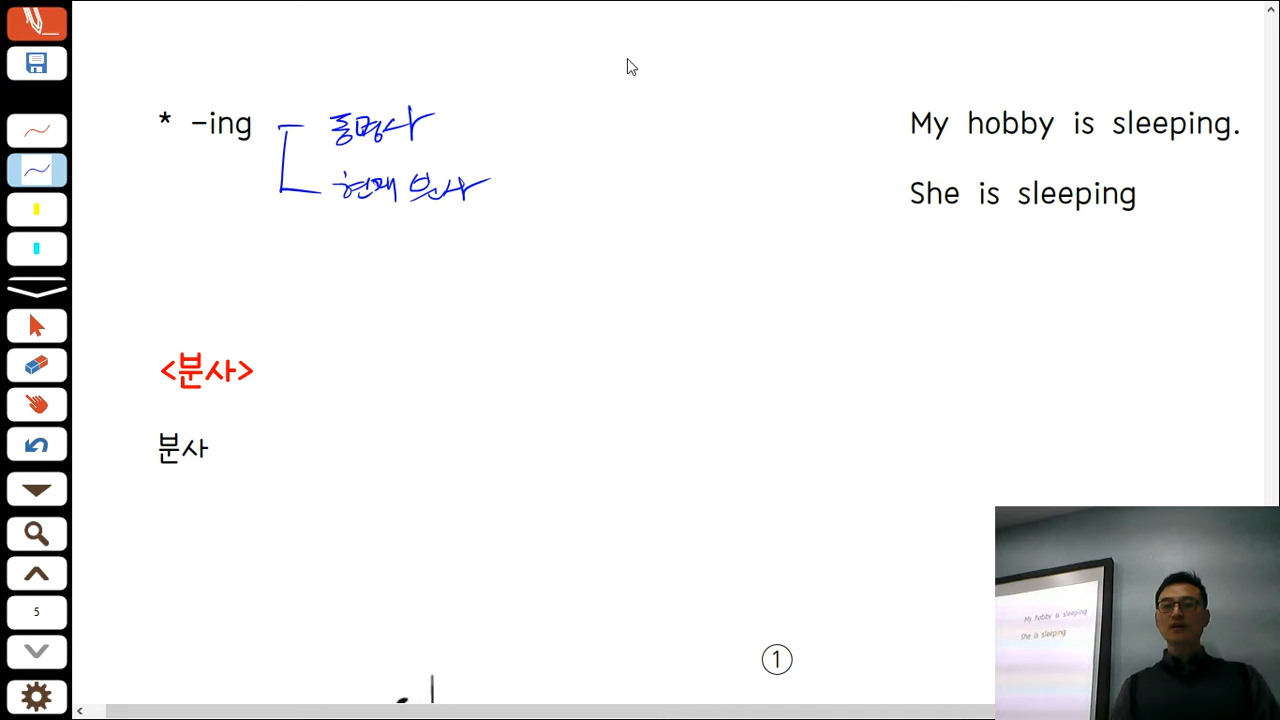 * -ing 동명사
현재 분사
My hobby is sleeping.
She is sleeping
<분사>
분사
①
5
My hobby is sleeping
She is sleeping